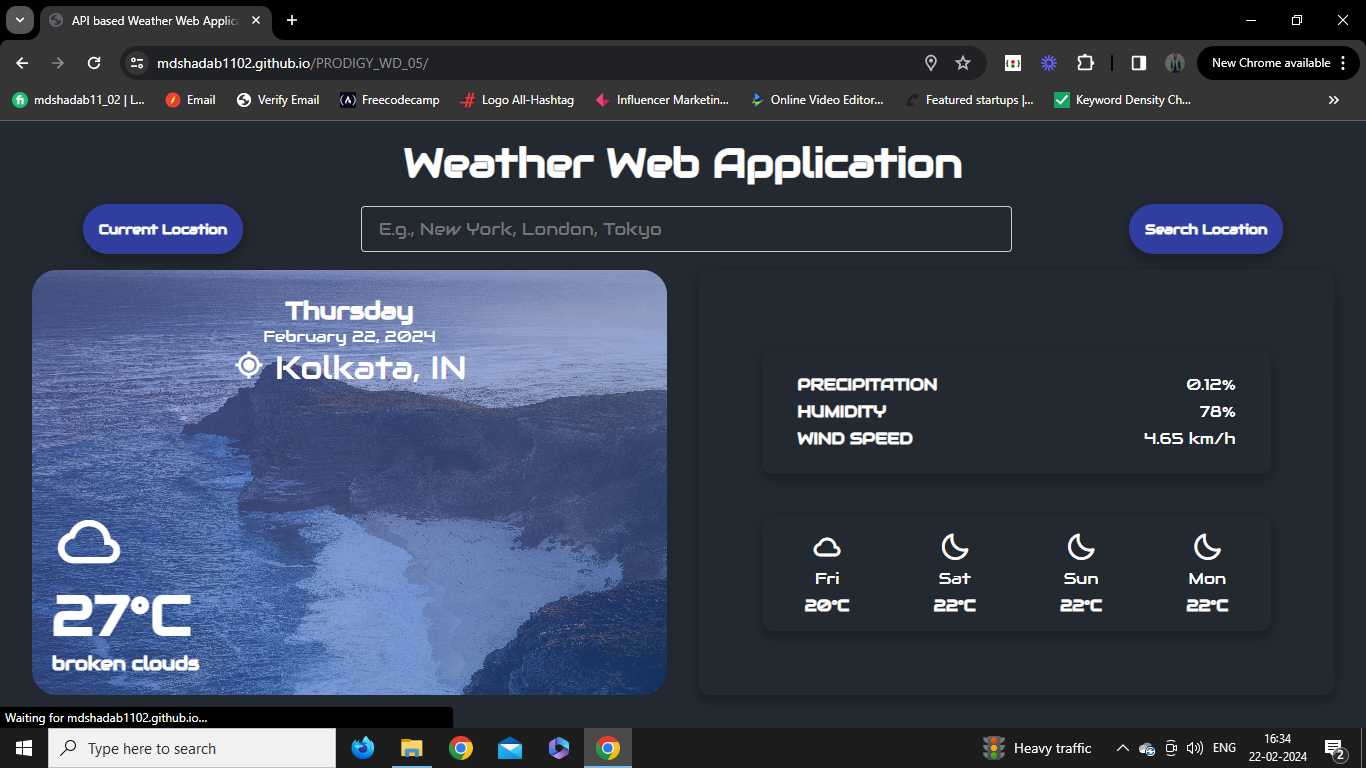 API based Weather Web Applica
mdshadab1102.github.io/PRODIGY_WD_05/
New Chrome available
mdshadab11_02 | L...
Email
Verify Email
Freecodecamp
Logo All-Hashtag
Influencer Marketin...
Online Video Editor...
Featured startups |...
Keyword Density Ch...
Weather Web Application
Current Location
E.g., New York, London, Tokyo
Search Location
Thursday
February 22, 2024
Kolkata, IN
27°C
broken clouds
PRECIPITATION 0.12%
HUMIDITY 78%
WIND SPEED 4.65 km/h
Fri Sat Sun Mon
20°C 22°C 22°C 22°C
Waiting for mdshadab1102.github.io...
Type here to search
Heavy traffic
ENG
16:34
22-02-2024
2